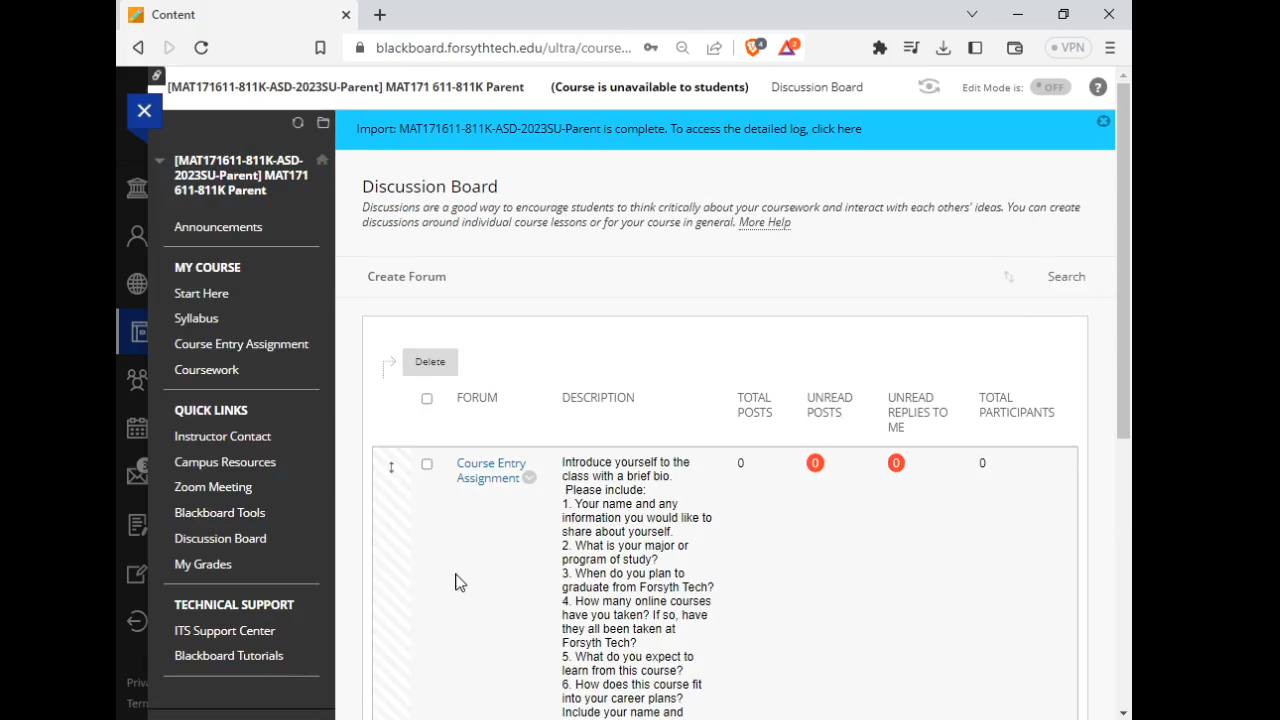 Content
blackboard.forsythtech.edu/ultra/course...
4
2
VPN
[MAT171611-811K-ASD-2023SU-Parent] MAT171 611-811K Parent
(Course is unavailable to students)
Discussion Board
Edit Mode is:
OFF
?
Import: MAT171611-811K-ASD-2023SU-Parent is complete. To access the detailed log, click here
[MAT171611-811K-ASD-
2023SU-Parent] MAT171
611-811K Parent
Announcements
MY COURSE
Start Here
Syllabus
Course Entry Assignment
Coursework
QUICK LINKS
Instructor Contact
Campus Resources
Zoom Meeting
Blackboard Tools
Discussion Board
My Grades
TECHNICAL SUPPORT
ITS Support Center
Blackboard Tutorials
Priva
Term
Discussion Board
Discussions are a good way to encourage students to think critically about your coursework and interact with each others' ideas. You can create
discussions around individual course lessons or for your course in general. More Help
Create Forum
Search
Delete
FORUM
DESCRIPTION
TOTAL
POSTS
UNREAD
POSTS
UNREAD
REPLIES TO
ME
TOTAL
PARTICIPANTS
Course Entry
Assignment
Introduce yourself to the
class with a brief bio.
Please include:
1. Your name and any
information you would like to
share about yourself.
2. What is your major or
program of study?
3. When do you plan to
graduate from Forsyth Tech?
4. How many online courses
have you taken? If so, have
they all been taken at
Forsyth Tech?
5. What do you expect to
learn from this course?
6. How does this course fit
into your career plans?
Include your name and
0
0
0
0